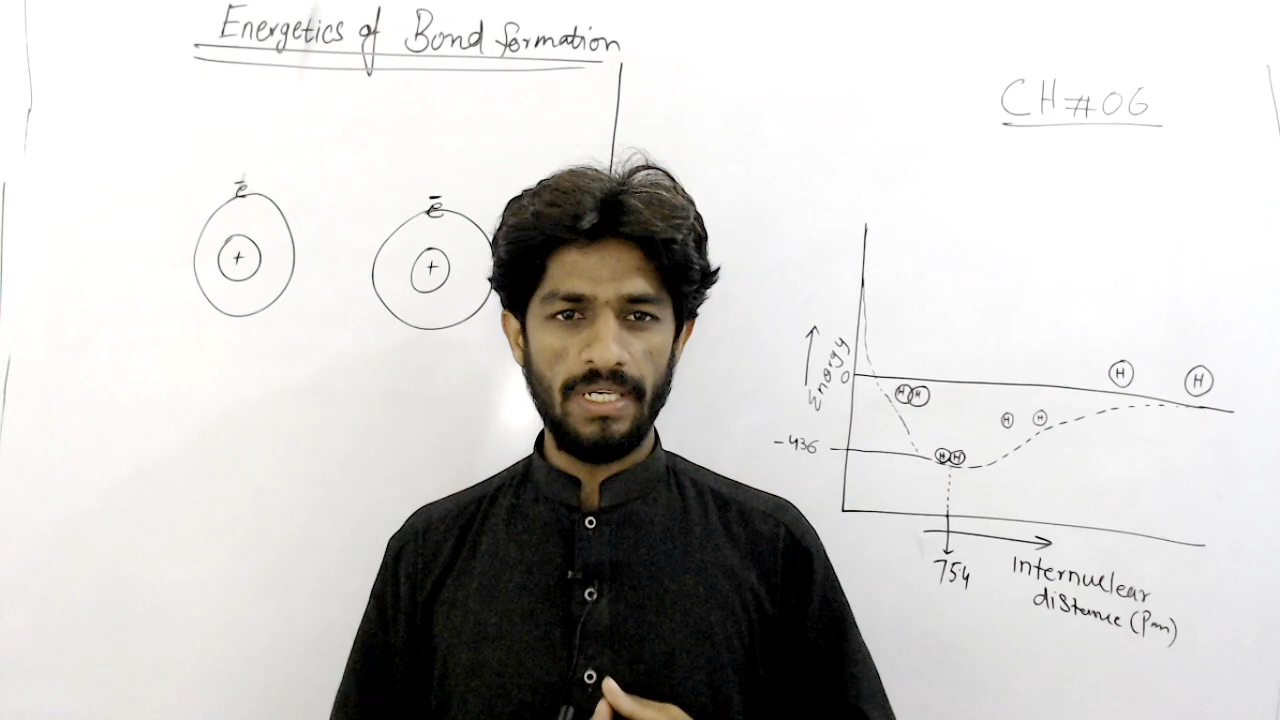 Energetics of Bond formation
CH#06
ē
+
ē
+
Energy
0
-436
H H
H H
H H
H H
754
Internuclear
distance (Pm)